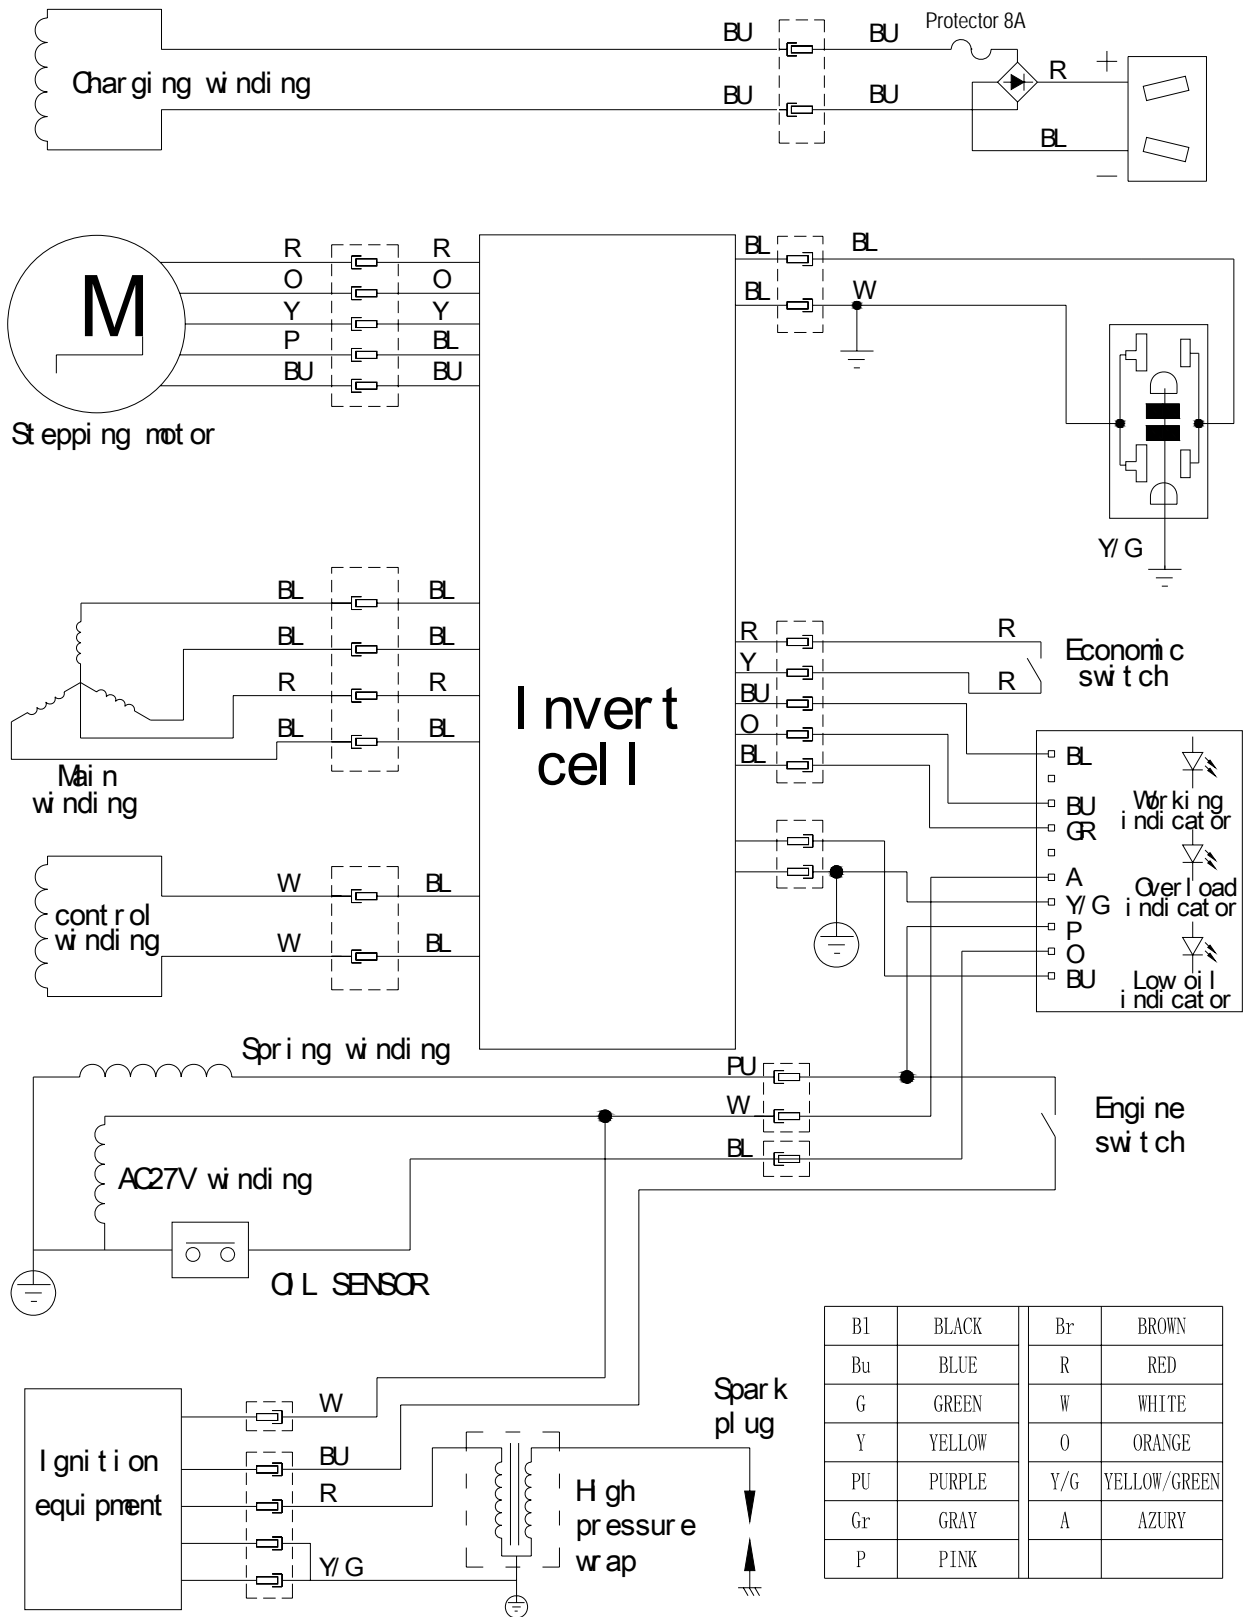 Protector 8A
BU BU
Charging winding
R +
BU BU
BL
—
R R
O O
Y Y
P BL
BU BU
M
Stepping motor
BL BL
BL W
Y/G
BL BL
BL BL
R R
BL BL
Main
winding
Invert
cell
R R
Y R
BU
O
BL
Economic
switch
BL
BU
GR
A
Y/G
P
O
BU
Working
indicator
Overload
indicator
Low oil
indicator
W BL
control
winding
W BL
Spring winding
PU
W
BL
Engine
switch
AC27V winding
OIL SENSOR
Ignition
equipment
W
BU
R
Y/G
High
pressure
wrap
Spark
plug
Bl BLACK Br BROWN
Bu BLUE R RED
G GREEN W WHITE
Y YELLOW O ORANGE
PU PURPLE Y/G YELLOW/GREEN
Gr GRAY A AZURY
P PINK